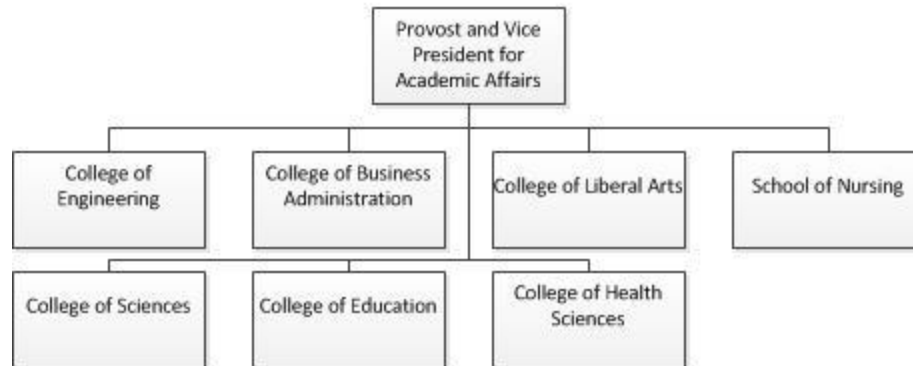 Provost and Vice
President for
Academic Affairs
College of
Engineering
College of Business
Administration
College of Liberal Arts
School of Nursing
College of Sciences
College of Education
College of Health
Sciences